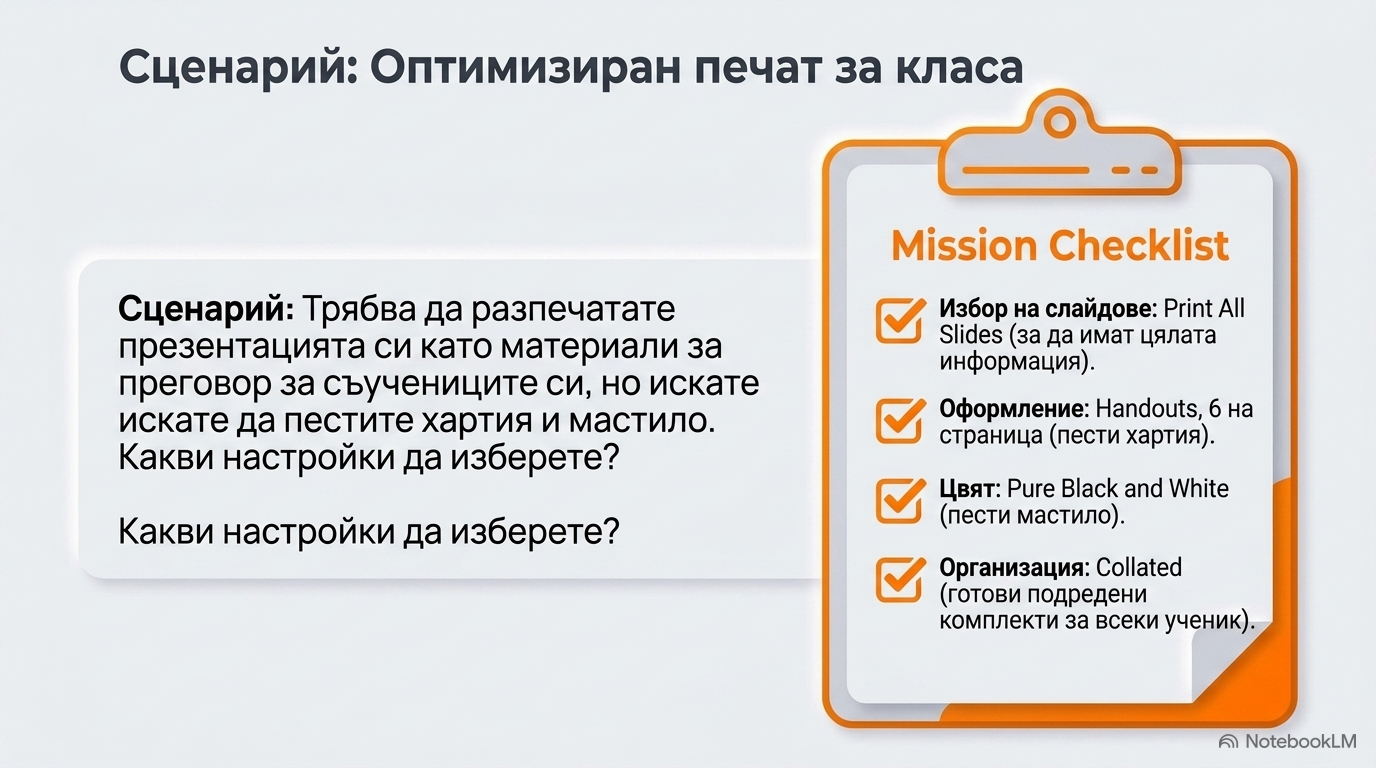 Сценарий: Оптимизиран печат за класа
Сценарий: Трябва да разпечатате
презентацията си като материали за
преговор за съучениците си, но искате
искате да пестите хартия и мастило.
Какви настройки да изберете?
Какви настройки да изберете?
Mission Checklist
Избор на слайдове: Print All
Slides (за да имат цялата
информация).
Оформление: Handouts, 6 на
страница (пести хартия).
Цвят: Pure Black and White
(пести мастило).
Организация: Collated
(готови подредени
комплекти за всеки ученик).
NotebookLM